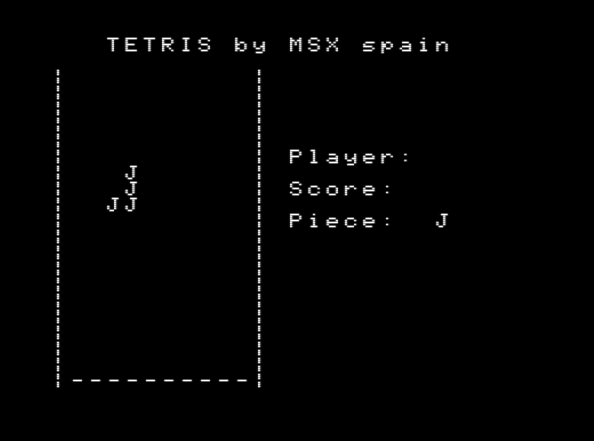 TETRIS by MSX spain
Player:
J
J
Score:
JJ
Piece: J